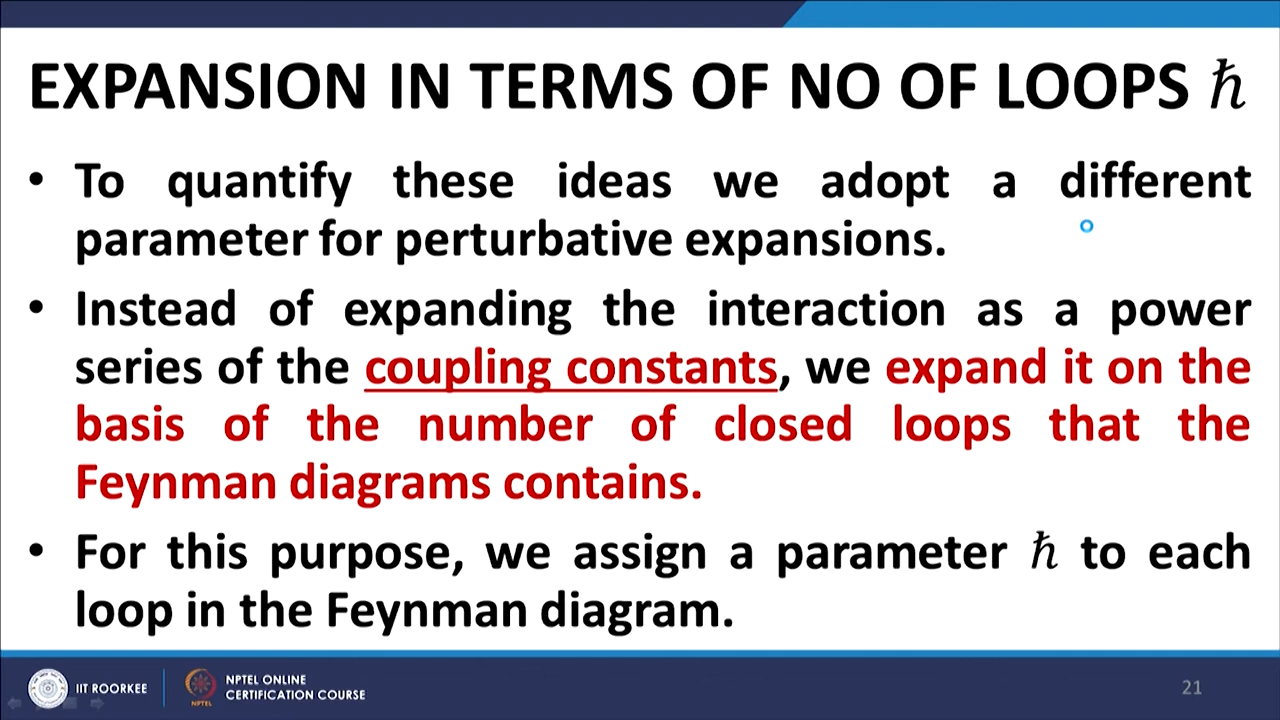 EXPANSION IN TERMS OF NO OF LOOPS ℏ
• To quantify these ideas we adopt a different
parameter for perturbative expansions.
• Instead of expanding the interaction as a power
series of the coupling constants, we expand it on the
basis of the number of closed loops that the
Feynman diagrams contains.
• For this purpose, we assign a parameter ℏ to each
loop in the Feynman diagram.
IIT ROORKEE
NPTEL
NPTEL ONLINE
CERTIFICATION COURSE
21